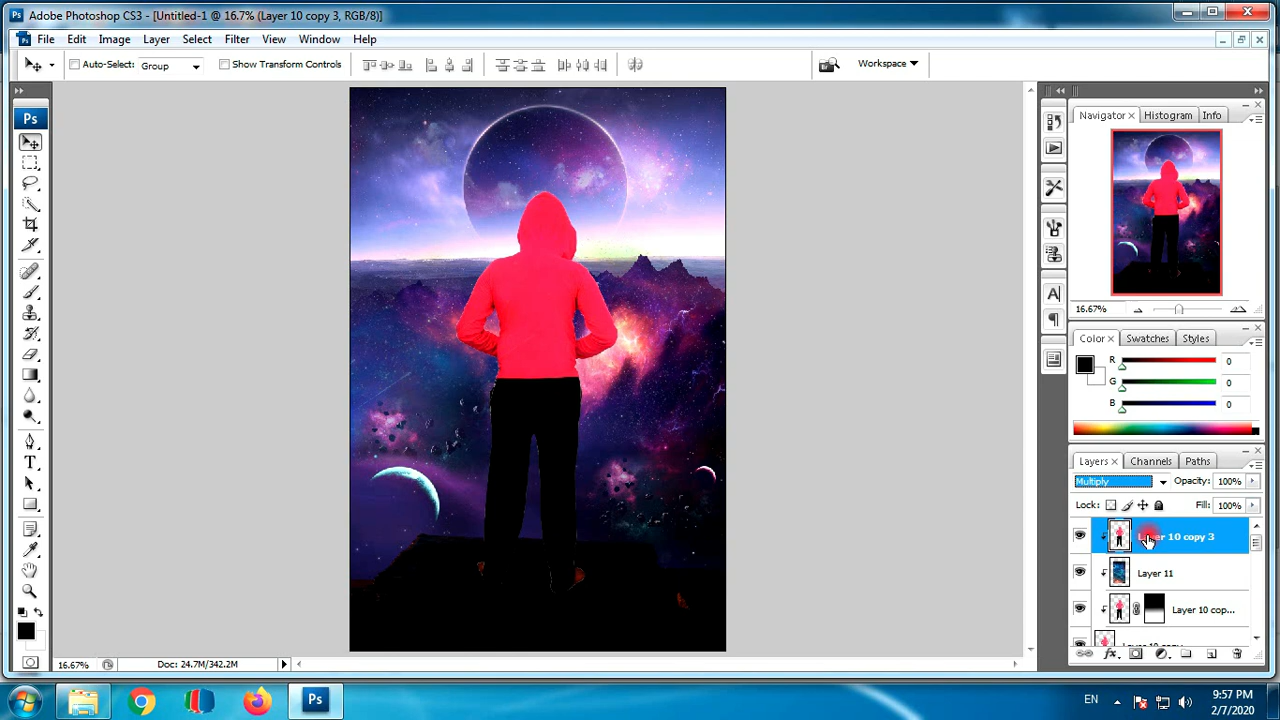 Adobe Photoshop CS3 - [Untitled-1 @ 16.7% (Layer 10 copy 3, RGB/8)]
File Edit Image Layer Select Filter View Window Help
Auto-Select: Group Show Transform Controls Workspace
Ps
Navigator Histogram Info
16.67%
Color Swatches Styles
R 0
G 0
B 0
Layers Channels Paths
Multiply Opacity: 100%
Lock: Fill: 100%
Layer 10 copy 3
Layer 11
Layer 10 cop...
16.67% Doc: 24.7M/342.2M
Ps EN 9:57 PM
2/7/2020